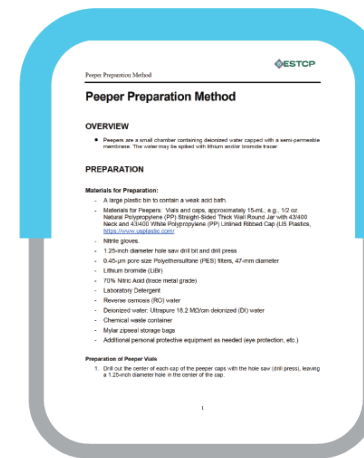 ESTCP
Peeper Preparation Method
Peeper Preparation Method
OVERVIEW
● Peepers are a small chamber containing deionized water capped with a semi-permeable
membrane. The water may be spiked with lithium and/or bromide tracer.
PREPARATION
Materials for Preparation:
- A large plastic bin to contain a weak acid bath.
- Materials for Peepers: Vials and caps, approximately 15-mL; e.g., 1/2 oz.
Natural Polypropylene (PP) Straight-Sided Thick Wall Round Jar with 43/400
Neck and 43/400 White Polypropylene (PP) Unlined Ribbed Cap (US Plastics,
https://www.usplastic.com/
- Nitrile gloves.
- 1.25-inch diameter hole saw drill bit and drill press
- 0.45-µm pore size Polyethersultone (PES) filters, 47-mm diameter
- Lithium bromide (LiBr)
- 70% Nitric Acid (trace metal grade)
- Laboratory Detergent
- Reverse osmosis (RO) water
- Deionized water: Ultrapure 18.2 MΩ/cm deionized (DI) water
- Chemical waste container
- Mylar zipseal storage bags
- Additional personal protective equipment as needed (eye protection, etc.)
Preparation of Peeper Vials
1. Drill out the center of each cap of the peeper caps with the hole saw (drill press), leaving
a 1.25-inch diameter hole in the center of the cap.
1